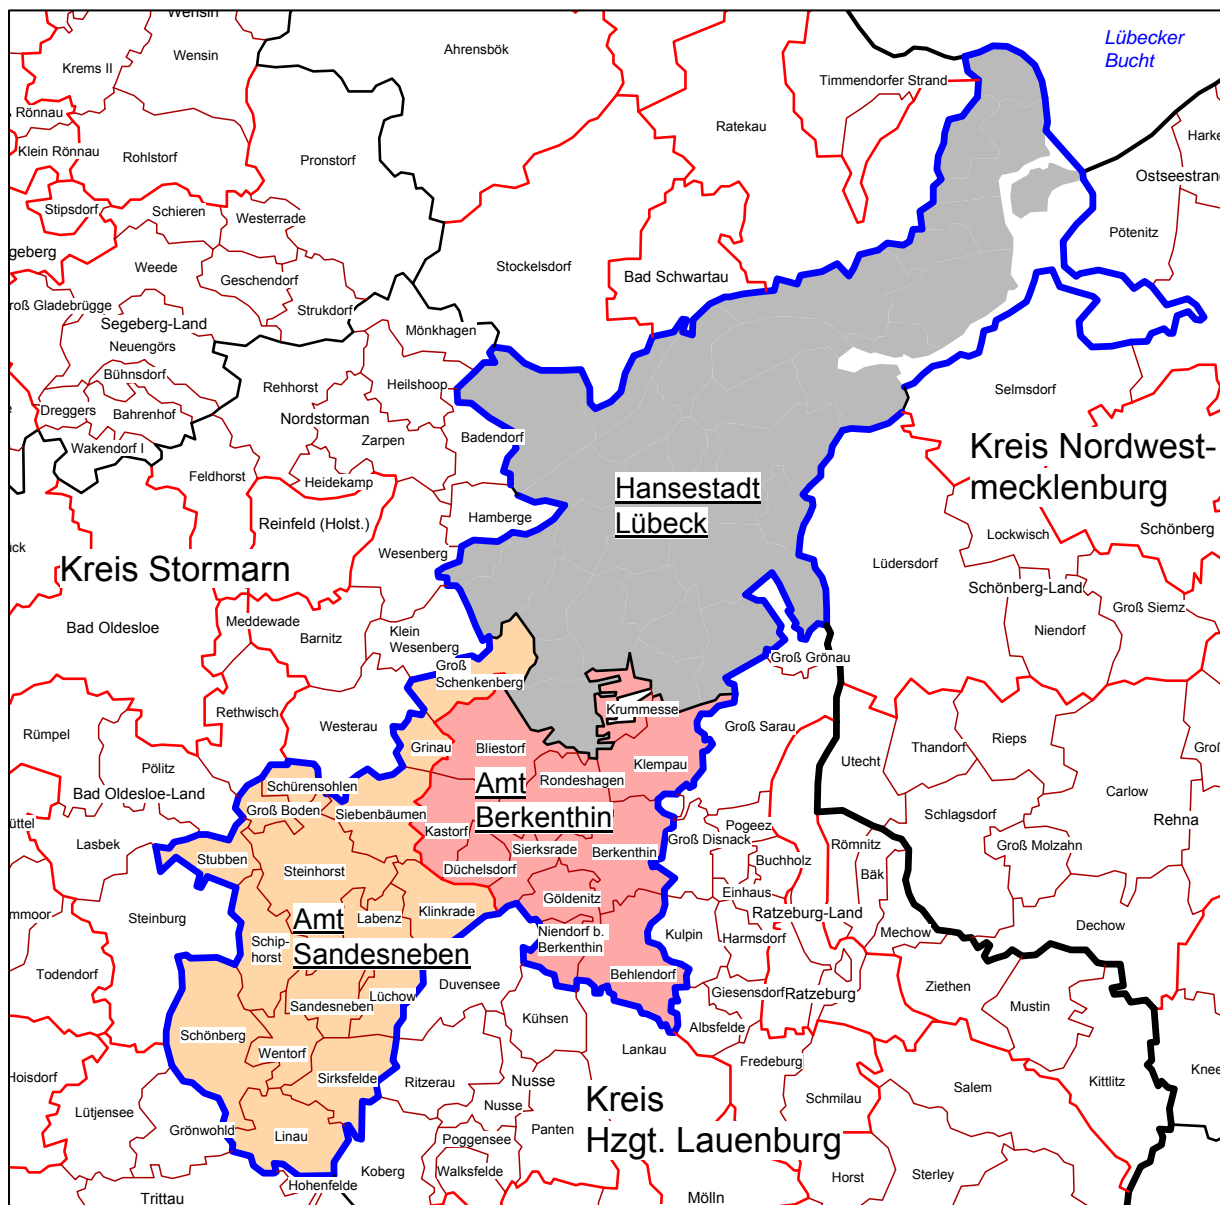 Wensin
Wensin
Krems II
Ahrensbök
Lübecker
Bucht
Timmendorfer Strand
Rönnau
Klein Rönnau
Rohlstorf
Pronstorf
Ratekau
Harke
Ostseestrand
Stipsdorf
Schieren
Westerrade
geberg
Weede
Geschendorf
Stockelsdorf
Bad Schwartau
Pötenitz
roß Gladebrügge
Strukdorf
Segeberg-Land
Mönkhagen
Neuengörs
Bühnsdorf
Rehhorst
Heilshoop
Selmsdorf
Dreggers
Bahrenhof
Nordstorman
Zarpen
Badendorf
Wakendorf I
Feldhorst
Heidekamp
Kreis Nordwest-
mecklenburg
Hansestadt
Lübeck
Reinfeld (Holst.)
Hamberge
Lockwisch
Schönberg
ck
Wesenberg
Kreis Stormarn
Lüdersdorf
Schönberg-Land
Groß Siemz
Bad Oldesloe
Meddewade
Barnitz
Klein
Wesenberg
Niendorf
Groß
Schenkenberg
Groß Grönau
Rethwisch
Westerau
Krummesse
Rümpel
Grinau
Bliestorf
Groß Sarau
Thandorf
Rieps
Groß
Utecht
Pölitz
Klempau
Bad Oldesloe-Land
Schürensohlen
Rondeshagen
Amt
Berkenthin
Carlow
Groß Boden
Siebenbäumen
Schlagsdorf
Rehna
üttel
Lasbek
Kastorf
Pogeez
Groß Disnack
Römnitz
Groß Molzahn
Stubben
Steinhorst
Sierksrade
Berkenthin
Buchholz
Düchelsdorf
Bäk
Göldenitz
Einhaus
Steinburg
Amt
Sandesneben
Labenz
Klinkrade
Ratzeburg-Land
mmoor
Niendorf b.
Berkenthin
Kulpin
Harmsdorf
Mechow
Dechow
Schip-
horst
Todendorf
Behlendorf
Duvensee
Giesensdorf
Ratzeburg
Ziethen
Mustin
Lüchow
Sandesneben
Kühsen
Albsfelde
Schönberg
Lankau
Wentorf
Fredeburg
Hoisdorf
Sirksfelde
Ritzerau
Nusse
Salem
Kittlitz
Knee
Lütjensee
Nusse
Kreis
Hzgt. Lauenburg
Schmilau
Grönwohld
Linau
Poggensee
Panten
Koberg
Walksfelde
Horst
Sterley
Hohenfelde
Trittau
Mölln